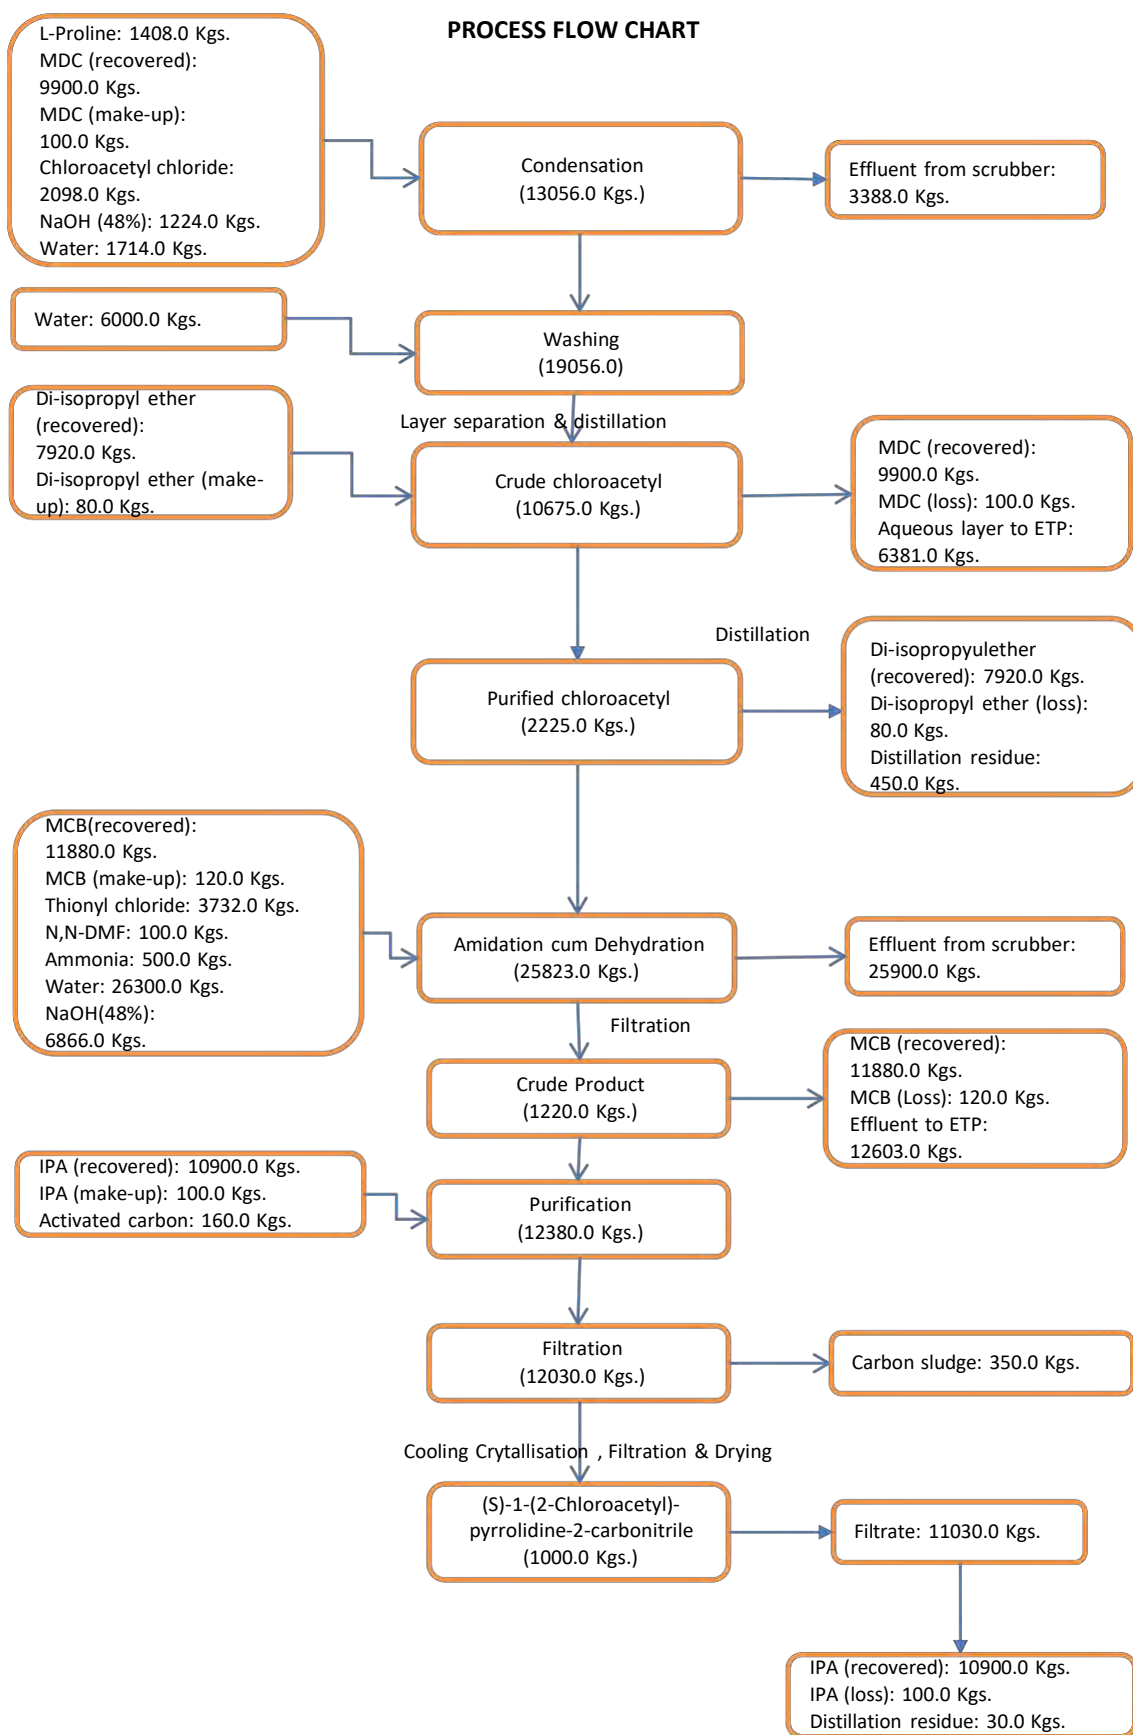 PROCESS FLOW CHART
L-Proline: 1408.0 Kgs.
MDC (recovered):
9900.0 Kgs.
MDC (make-up):
100.0 Kgs.
Chloroacetyl chloride:
2098.0 Kgs.
NaOH (48%): 1224.0 Kgs.
Water: 1714.0 Kgs.
Condensation
(13056.0 Kgs.)
Effluent from scrubber:
3388.0 Kgs.
Water: 6000.0 Kgs.
Washing
(19056.0)
Layer separation & distillation
Di-isopropyl ether
(recovered):
7920.0 Kgs.
Di-isopropyl ether (make-
up): 80.0 Kgs.
Crude chloroacetyl
(10675.0 Kgs.)
MDC (recovered):
9900.0 Kgs.
MDC (loss): 100.0 Kgs.
Aqueous layer to ETP:
6381.0 Kgs.
Distillation
Purified chloroacetyl
(2225.0 Kgs.)
Di-isopropyulether
(recovered): 7920.0 Kgs.
Di-isopropyl ether (loss):
80.0 Kgs.
Distillation residue:
450.0 Kgs.
MCB(recovered):
11880.0 Kgs.
MCB (make-up): 120.0 Kgs.
Thionyl chloride: 3732.0 Kgs.
N,N-DMF: 100.0 Kgs.
Ammonia: 500.0 Kgs.
Water: 26300.0 Kgs.
NaOH(48%):
6866.0 Kgs.
Amidation cum Dehydration
(25823.0 Kgs.)
Effluent from scrubber:
25900.0 Kgs.
Filtration
Crude Product
(1220.0 Kgs.)
MCB (recovered):
11880.0 Kgs.
MCB (Loss): 120.0 Kgs.
Effluent to ETP:
12603.0 Kgs.
IPA (recovered): 10900.0 Kgs.
IPA (make-up): 100.0 Kgs.
Activated carbon: 160.0 Kgs.
Purification
(12380.0 Kgs.)
Filtration
(12030.0 Kgs.)
Carbon sludge: 350.0 Kgs.
Cooling Crytallisation , Filtration & Drying
(S)-1-(2-Chloroacetyl)-
pyrrolidine-2-carbonitrile
(1000.0 Kgs.)
Filtrate: 11030.0 Kgs.
IPA (recovered): 10900.0 Kgs.
IPA (loss): 100.0 Kgs.
Distillation residue: 30.0 Kgs.